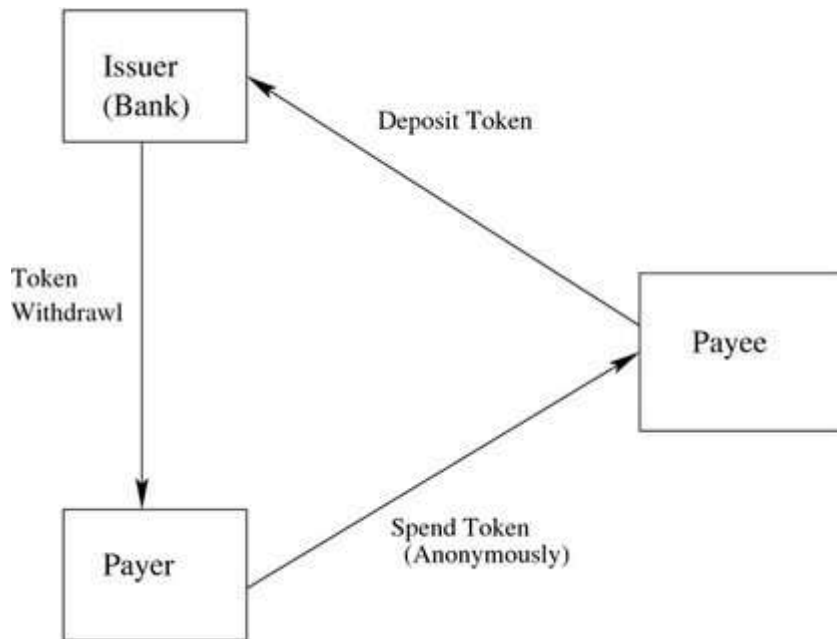 Issuer
(Bank)
Deposit Token
Token
Withdrawl
Payee
Spend Token
(Anonymously)
Payer